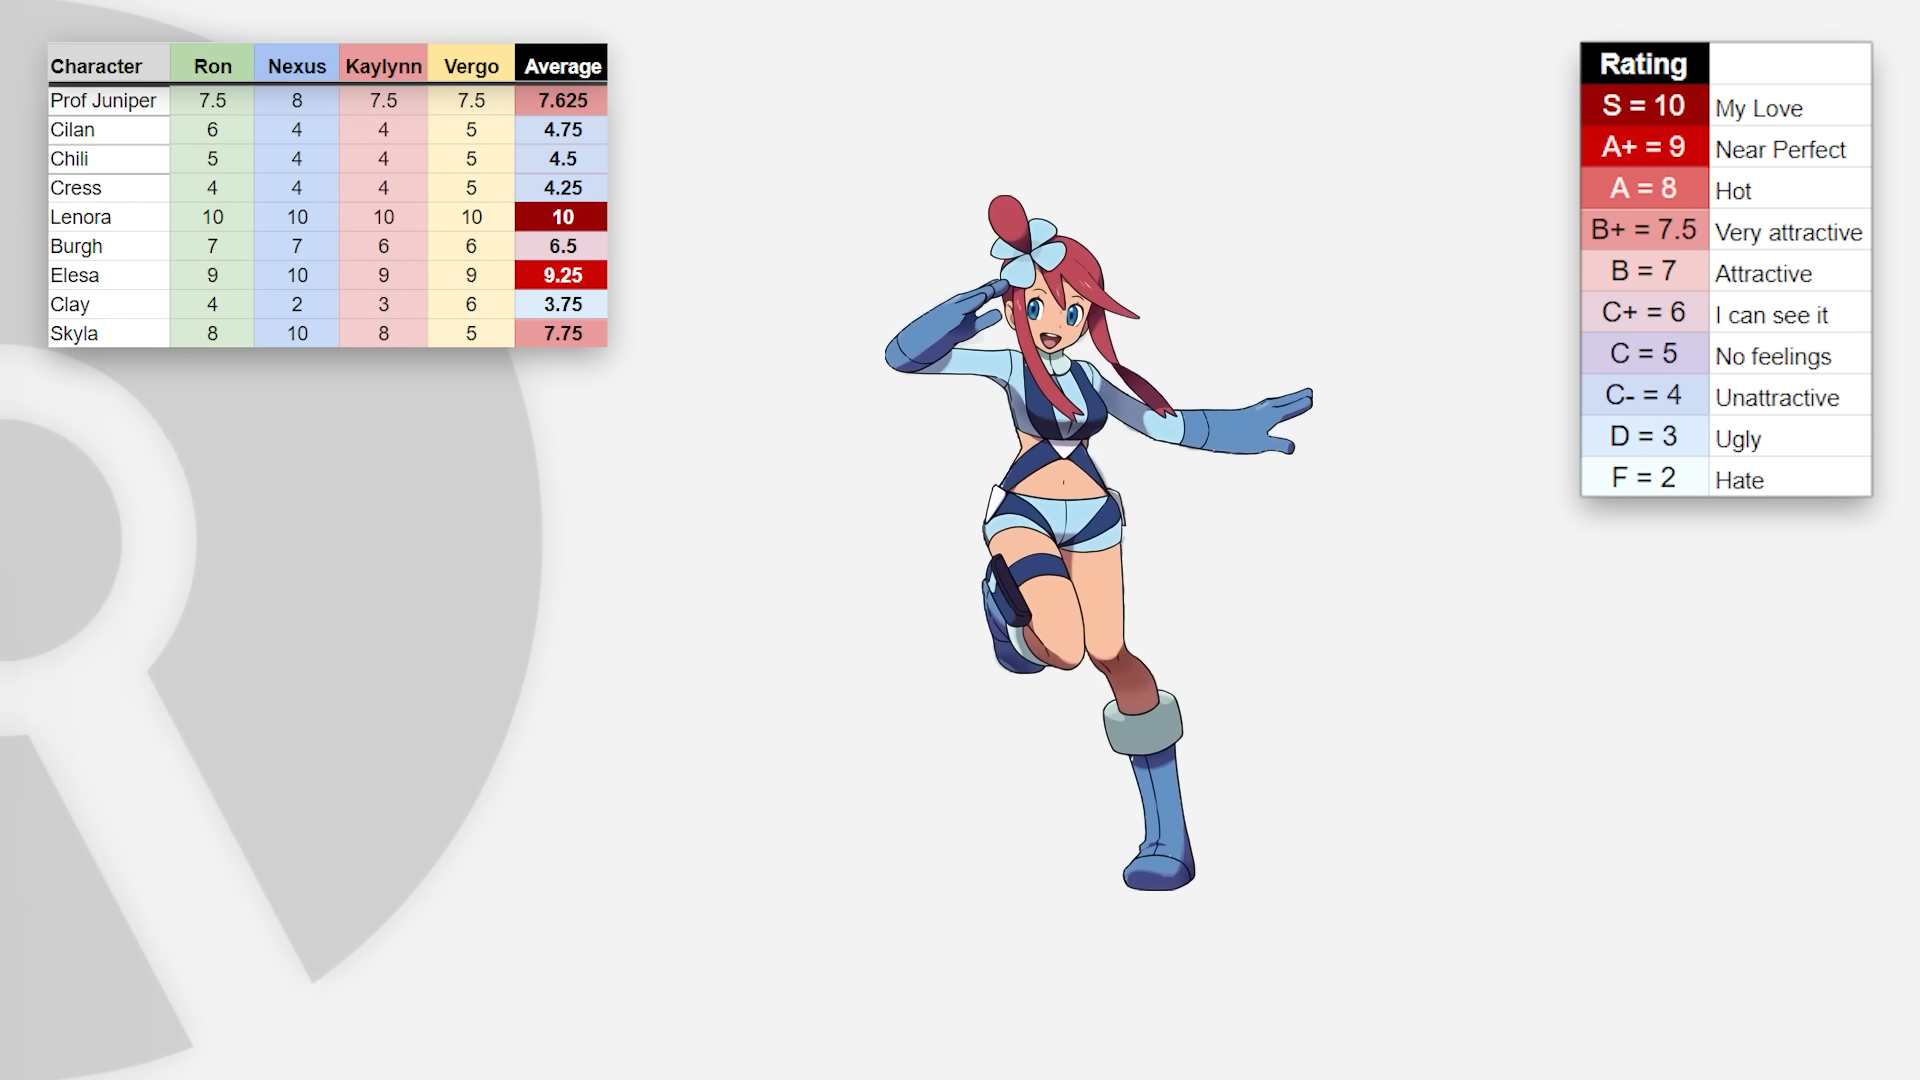 Character Ron Nexus Kaylynn Vergo Average
Prof Juniper 7.5 8 7.5 7.5 7.625
Cilan 6 4 4 5 4.75
Chili 5 4 4 5 4.5
Cress 4 4 4 5 4.25
Lenora 10 10 10 10 10
Burgh 7 7 6 6 6.5
Elesa 9 10 9 9 9.25
Clay 4 2 3 6 3.75
Skyla 8 10 8 5 7.75
Rating
S = 10 My Love
A+ = 9 Near Perfect
A = 8 Hot
B+ = 7.5 Very attractive
B = 7 Attractive
C+ = 6 I can see it
C = 5 No feelings
C- = 4 Unattractive
D = 3 Ugly
F = 2 Hate